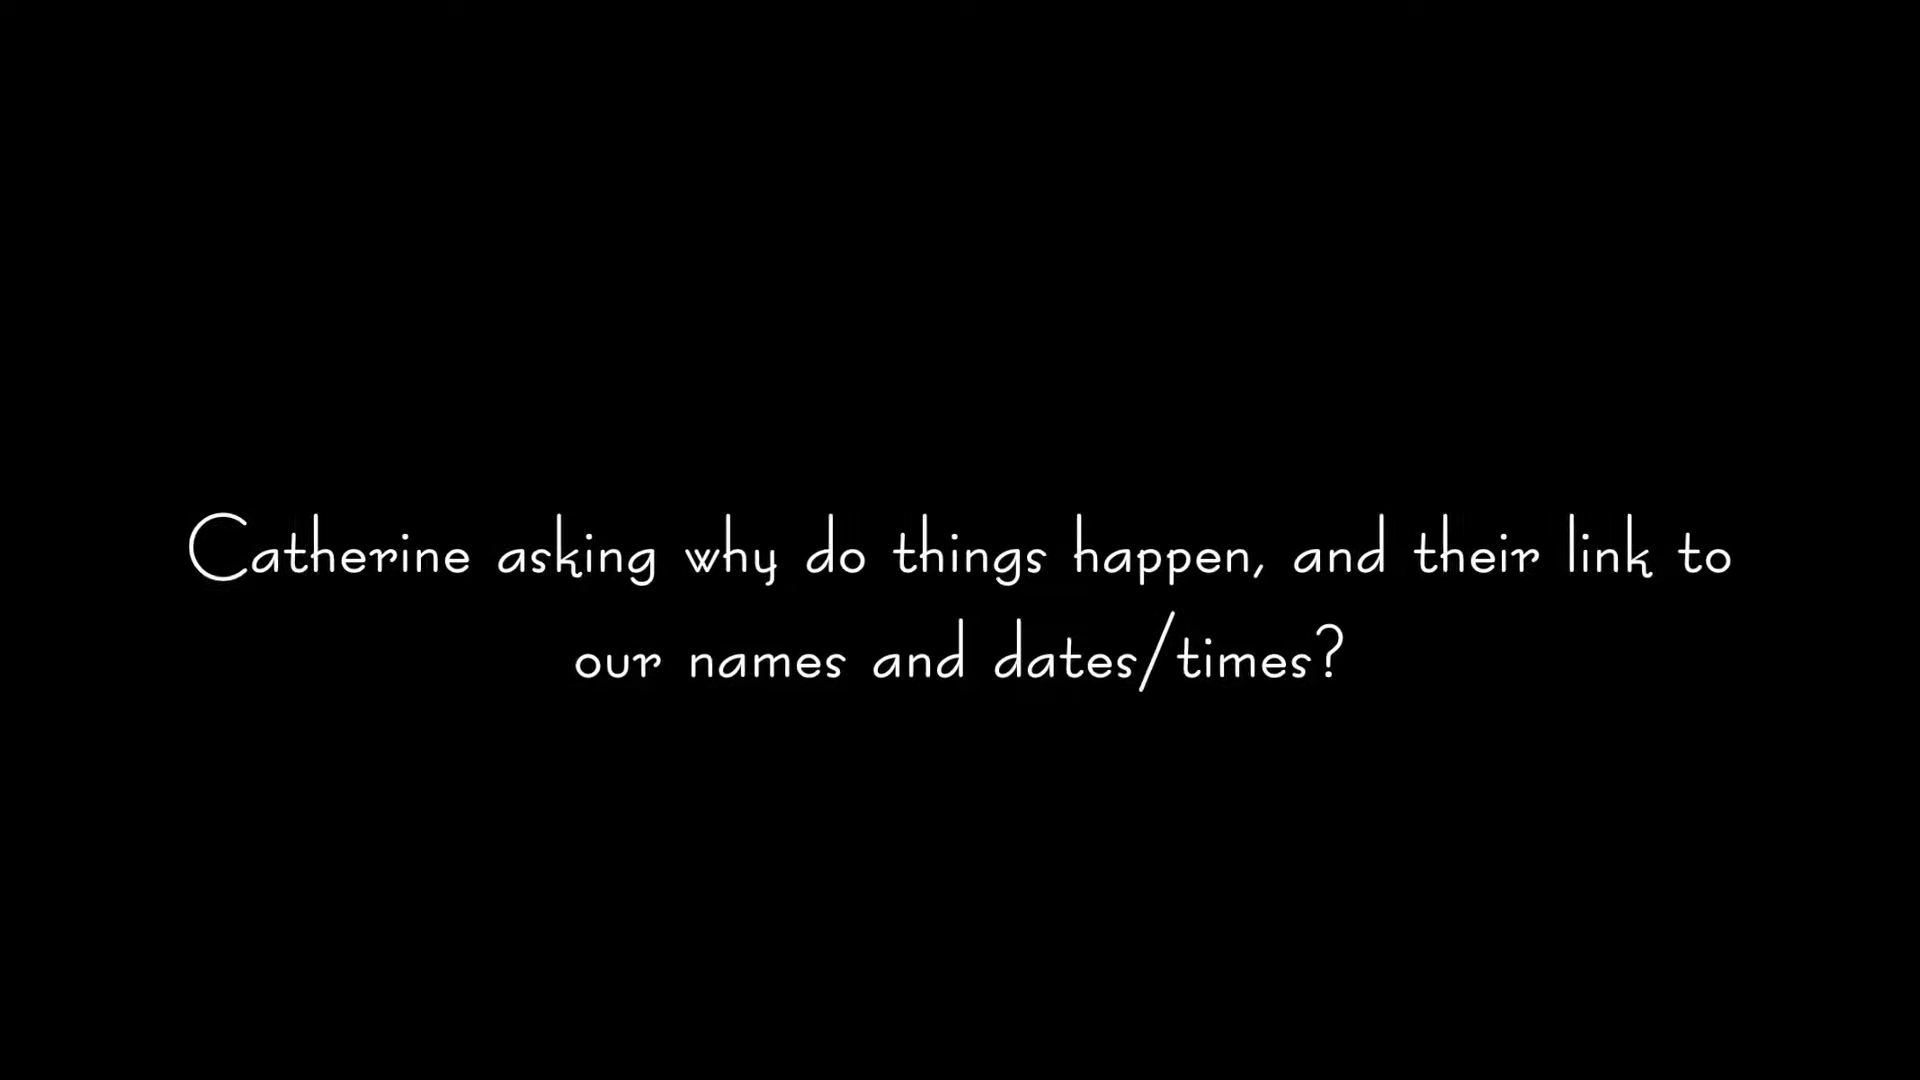 Catherine asking why do things happen, and their link to
our names and dates/times?